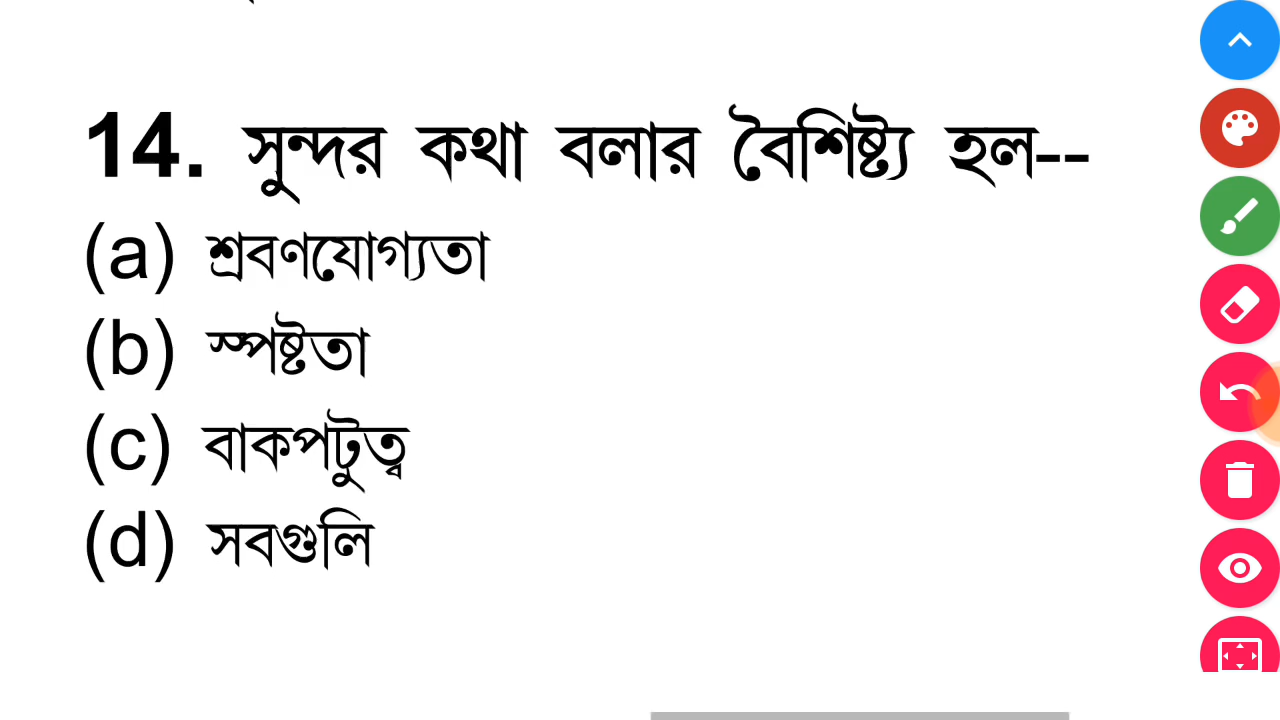 14. সুন্দর কথা বলার বৈশিষ্ট্য হল--
(a) শ্রবণযোগ্যতা
(b) স্পষ্টতা
(c) বাকপটুত্ব
(d) সবগুলি